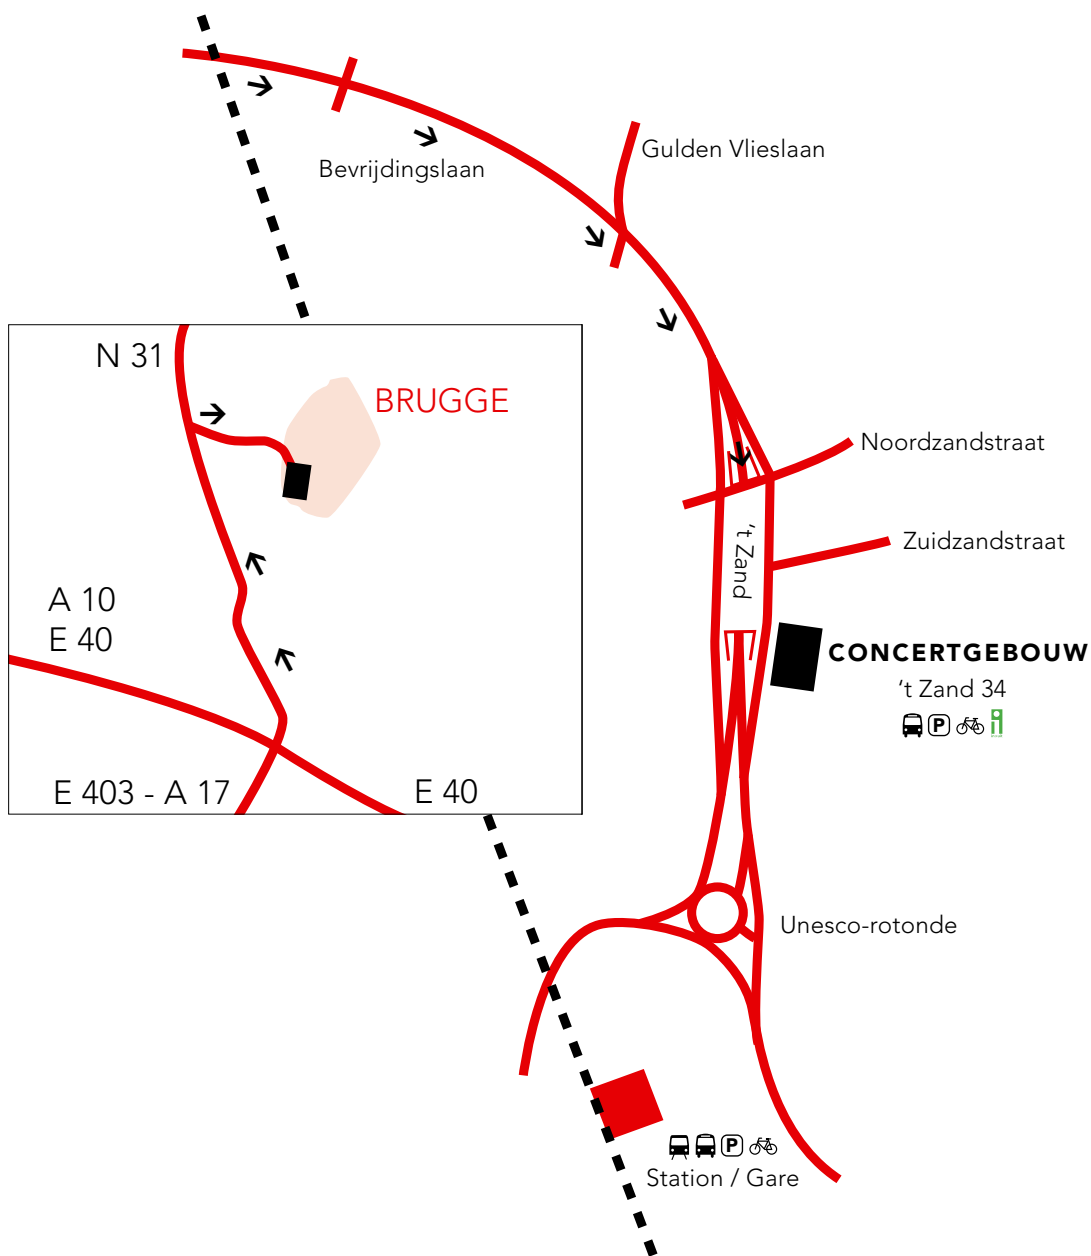 Gulden Vlieslaan
Bevrijdingslaan
N 31
BRUGGE
Noordzandstraat
't Zand
Zuidzandstraat
A 10
E 40
CONCERTGEBOUW
't Zand 34
P
E 403 - A 17
E 40
Unesco-rotonde
P
Station / Gare